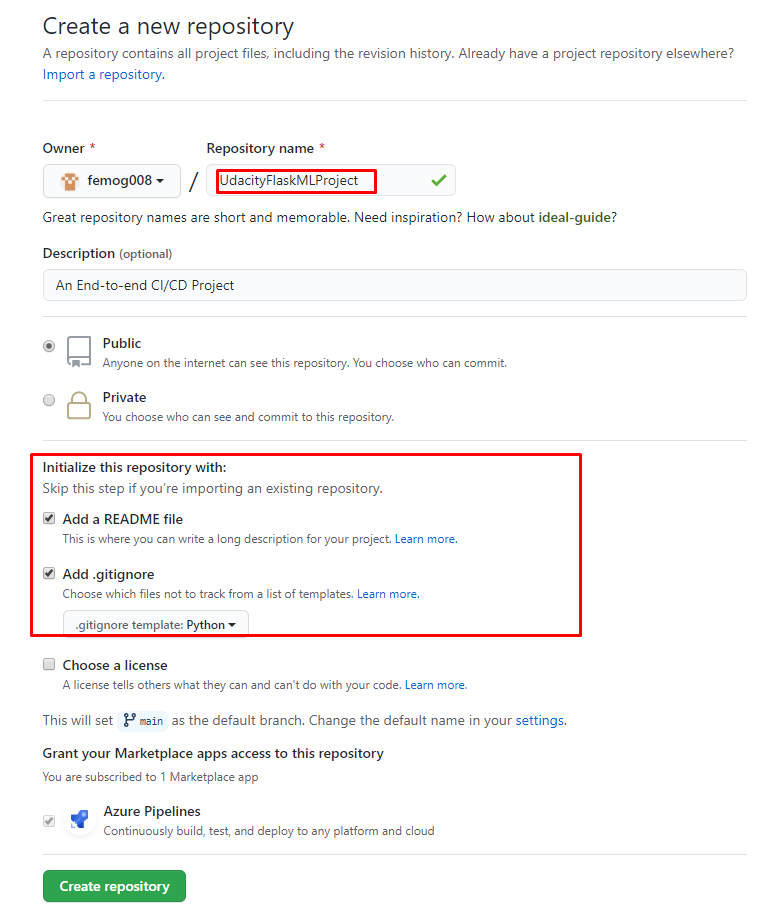 Create a new repository
A repository contains all project files, including the revision history. Already have a project repository elsewhere?
Import a repository.
Owner * Repository name *
femog008 / UdacityFlaskMLProject
Great repository names are short and memorable. Need inspiration? How about ideal-guide?
Description (optional)
An End-to-end CI/CD Project
Public
Anyone on the internet can see this repository. You choose who can commit.
Private
You choose who can see and commit to this repository.
Initialize this repository with:
Skip this step if you're importing an existing repository.
Add a README file
This is where you can write a long description for your project. Learn more.
Add .gitignore
Choose which files not to track from a list of templates. Learn more.
.gitignore template: Python
Choose a license
A license tells others what they can and can't do with your code. Learn more.
This will set main as the default branch. Change the default name in your settings.
Grant your Marketplace apps access to this repository
You are subscribed to 1 Marketplace app
Azure Pipelines
Continuously build, test, and deploy to any platform and cloud
Create repository